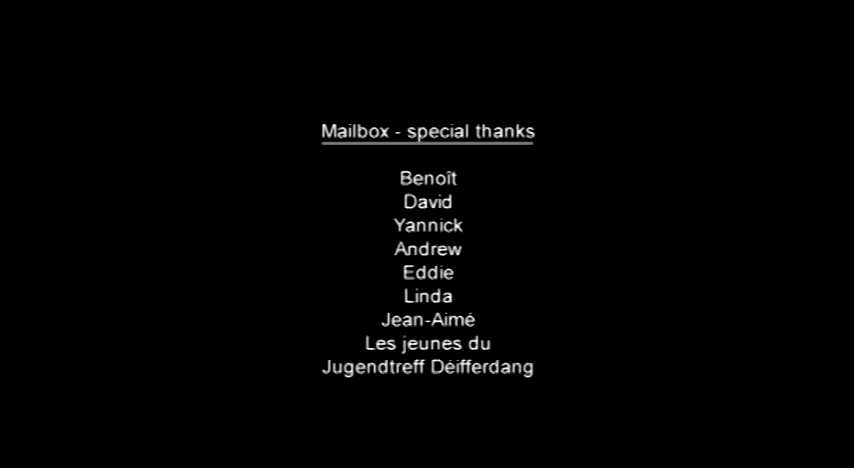 Mailbox - special thanks
Benoît
David
Yannick
Andrew
Eddie
Linda
Jean-Aimé
Les jeunes du
Jugendtreff Déifferdang